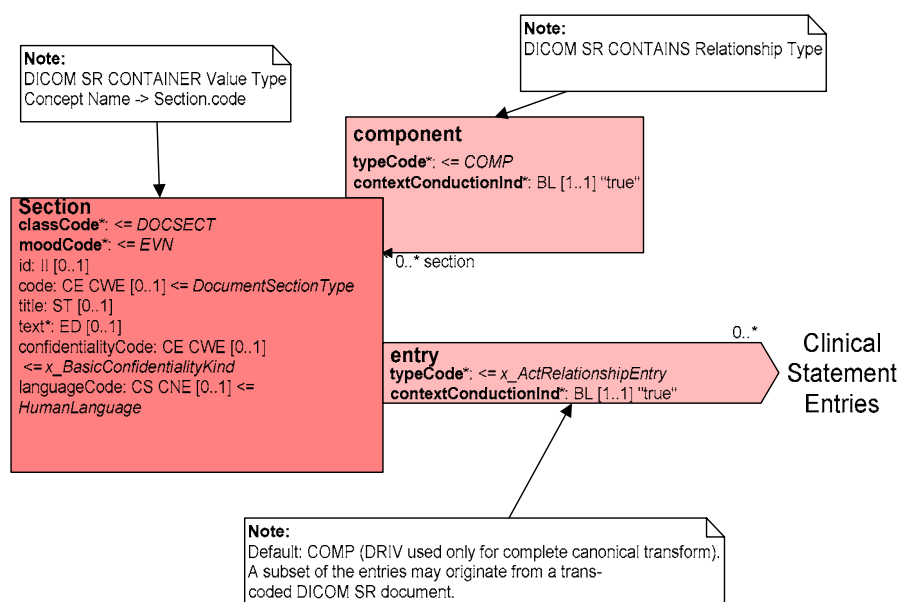 Note:
DICOM SR CONTAINER Value Type
Concept Name -> Section.code
Note:
DICOM SR CONTAINS Relationship Type
component
typeCode*: <= COMP
contextConductionInd*: BL [1..1] "true"
0..* section
Section
classCode*: <= DOCSECT
moodCode*: <= EVN
id: II [0..1]
code: CE CWE [0..1] <= DocumentSectionType
title: ST [0..1]
text*: ED [0..1]
confidentialityCode: CE CWE [0..1]
<= x_BasicConfidentialityKind
languageCode: CS CNE [0..1] <=
HumanLanguage
entry
typeCode*: <= x_ActRelationshipEntry
contextConductionInd*: BL [1..1] "true"
0..*
Clinical
Statement
Entries
Note:
Default: COMP (DRIV used only for complete canonical transform).
A subset of the entries may originate from a trans-
coded DICOM SR document.